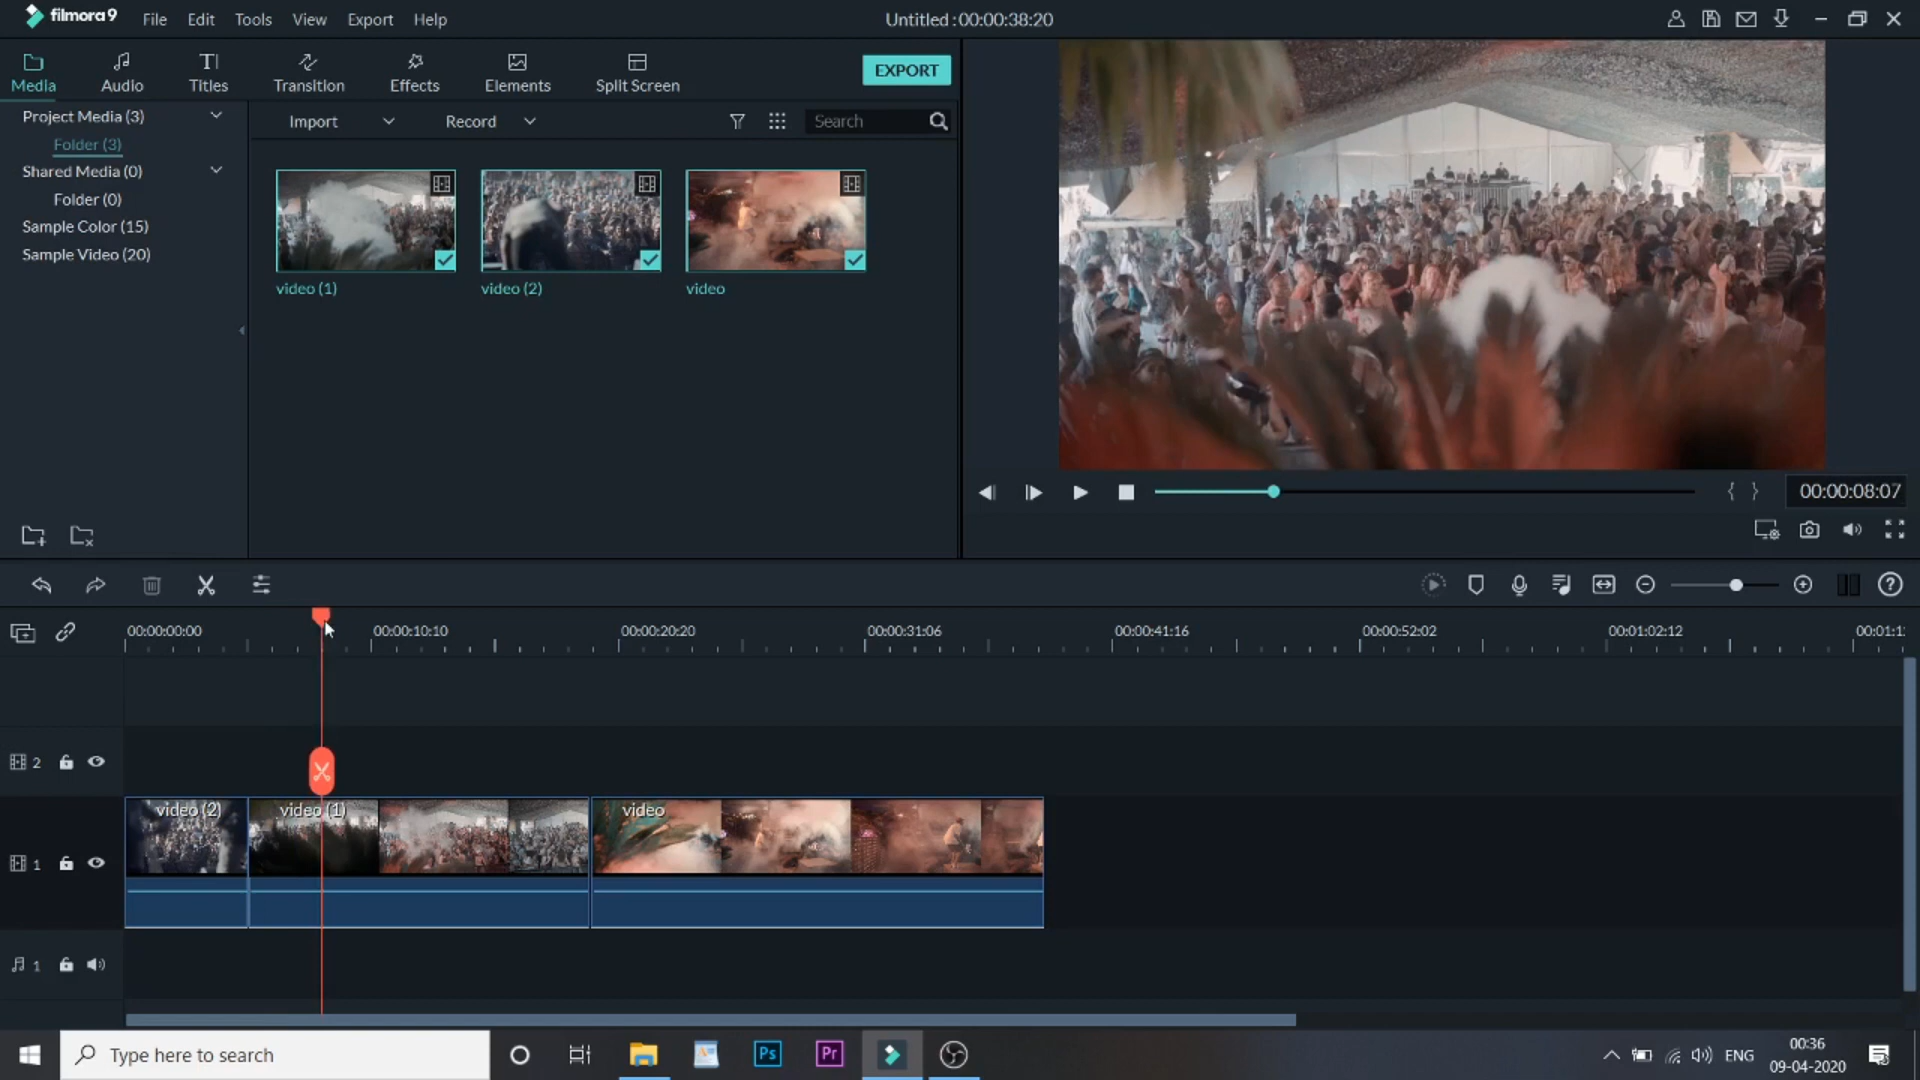 filmora9
File Edit Tools View Export Help
Untitled : 00:00:38:20
Media Audio Titles Transition Effects Elements Split Screen
EXPORT
Project Media (3)
Folder (3)
Shared Media (0)
Folder (0)
Sample Color (15)
Sample Video (20)
Import Record Search
video (1) video (2) video
00:00:08:07
00:00:00:00 00:00:10:10 00:00:20:20 00:00:31:06 00:00:41:16 00:00:52:02 00:01:02:12 00:01:1
2
video (2) video (1) video
1
1
Type here to search
Ps
Pr
ENG
00:36
09-04-2020